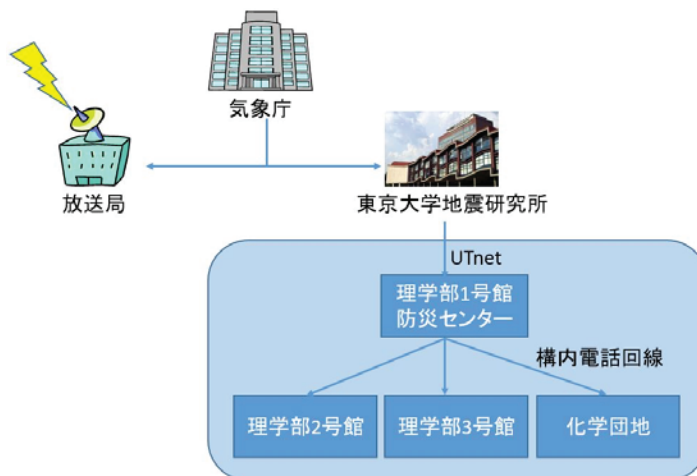 気象庁
放送局
東京大学地震研究所
UTnet
理学部1号館
防災センター
構内電話回線
理学部2号館
理学部3号館
化学団地